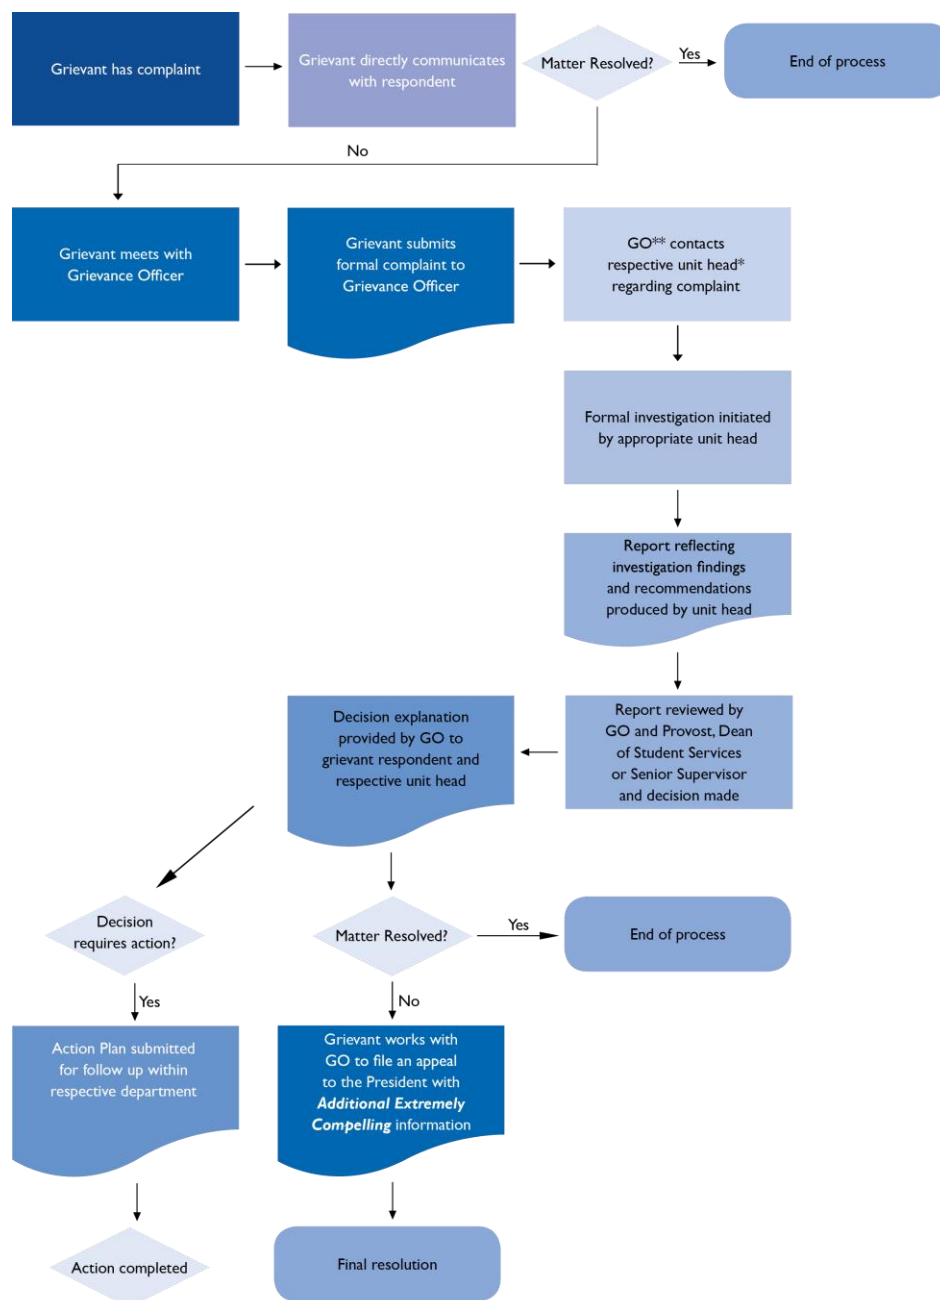 Grievant has complaint
Grievant directly communicates
with respondent
Matter Resolved?
Yes
End of process
No
Grievant meets with
Grievance Officer
Grievant submits
formal complaint to
Grievance Officer
GO** contacts
respective unit head*
regarding complaint
Formal investigation initiated
by appropriate unit head
Report reflecting
investigation findings
and recommendations
produced by unit head
Report reviewed by
GO and Provost, Dean
of Student Services
or Senior Supervisor
and decision made
Decision explanation
provided by GO to
grievant respondent and
respective unit head
Decision
requires action?
Yes
Action Plan submitted
for follow up within
respective department
Action completed
Matter Resolved?
Yes
End of process
No
Grievant works with
GO to file an appeal
to the President with
Additional Extremely
Compelling information
Final resolution